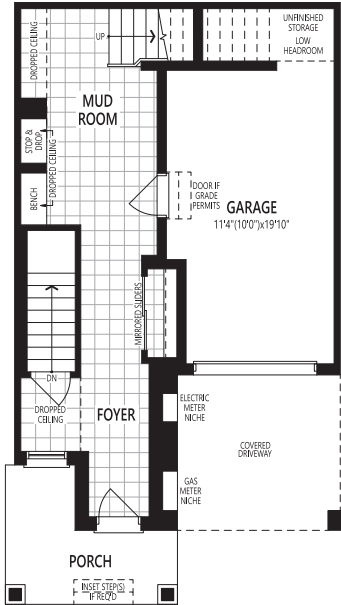 UNFINISHED
STORAGE
LOW
HEADROOM
UP
DROPPED CEILING
MUD
ROOM
STOP &
DROP
DROPPED CEILING
BENCH
DOOR IF
GRADE
PERMITS
GARAGE
11'4"(10'0")x19'10"
MIRRORED SLIDERS
DN
DROPPED
CEILING
FOYER
ELECTRIC
METER
NICHE
COVERED
DRIVEWAY
GAS
METER
NICHE
PORCH
INSET STEP(S)
IF REQ'D